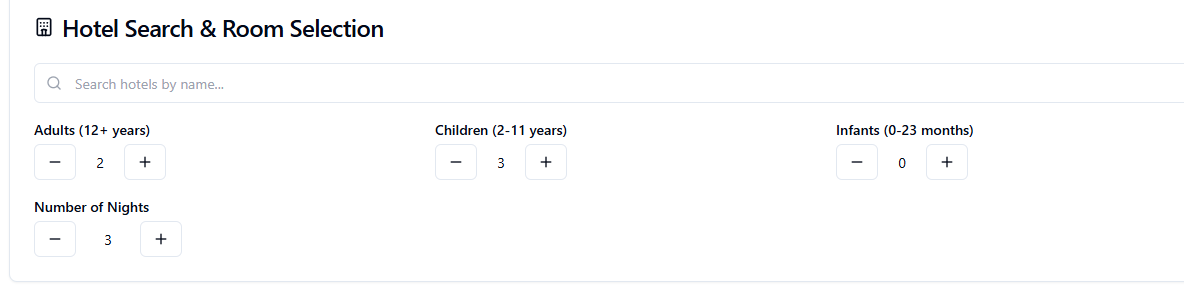 Hotel Search & Room Selection
Search hotels by name...
Adults (12+ years) Children (2-11 years) Infants (0-23 months)
− 2 + − 3 + − 0 +
Number of Nights
− 3 +